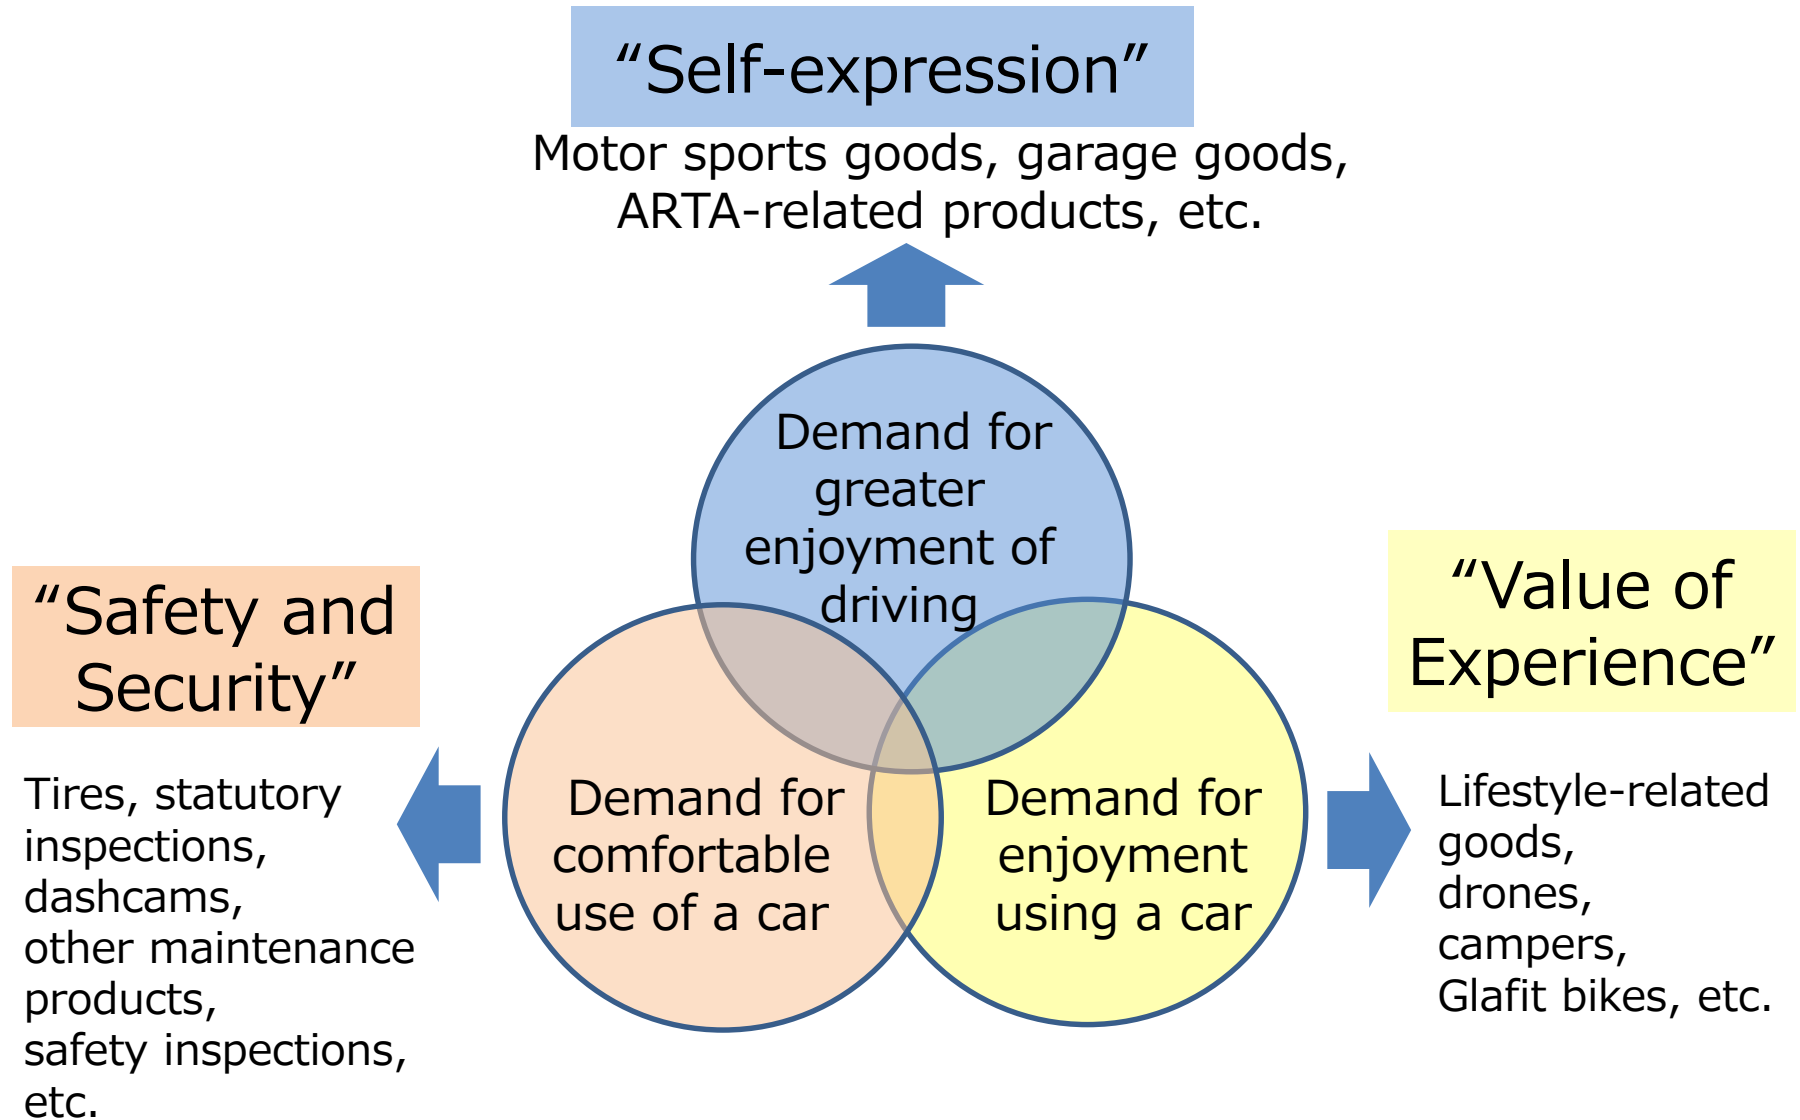 “Self-expression”
Motor sports goods, garage goods,
ARTA-related products, etc.
Demand for
greater
enjoyment of
driving
“Safety and
Security”
Tires, statutory
inspections,
dashcams,
other maintenance
products,
safety inspections,
etc.
Demand for
comfortable
use of a car
Demand for
enjoyment
using a car
“Value of
Experience”
Lifestyle-related
goods,
drones,
campers,
Glafit bikes, etc.